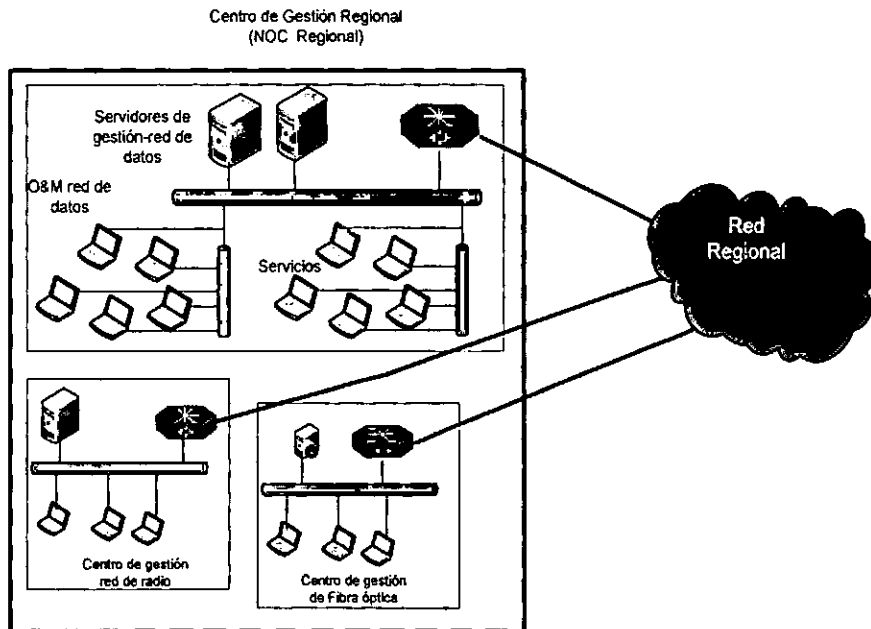 Centro de Gestión Regional
(NOC Regional)
Servidores de
gestión-red de
datos
O&M red de
datos
Servicios
Red
Regional
Centro de gestión
red de radio
Centro de gestión
de Fibra óptica